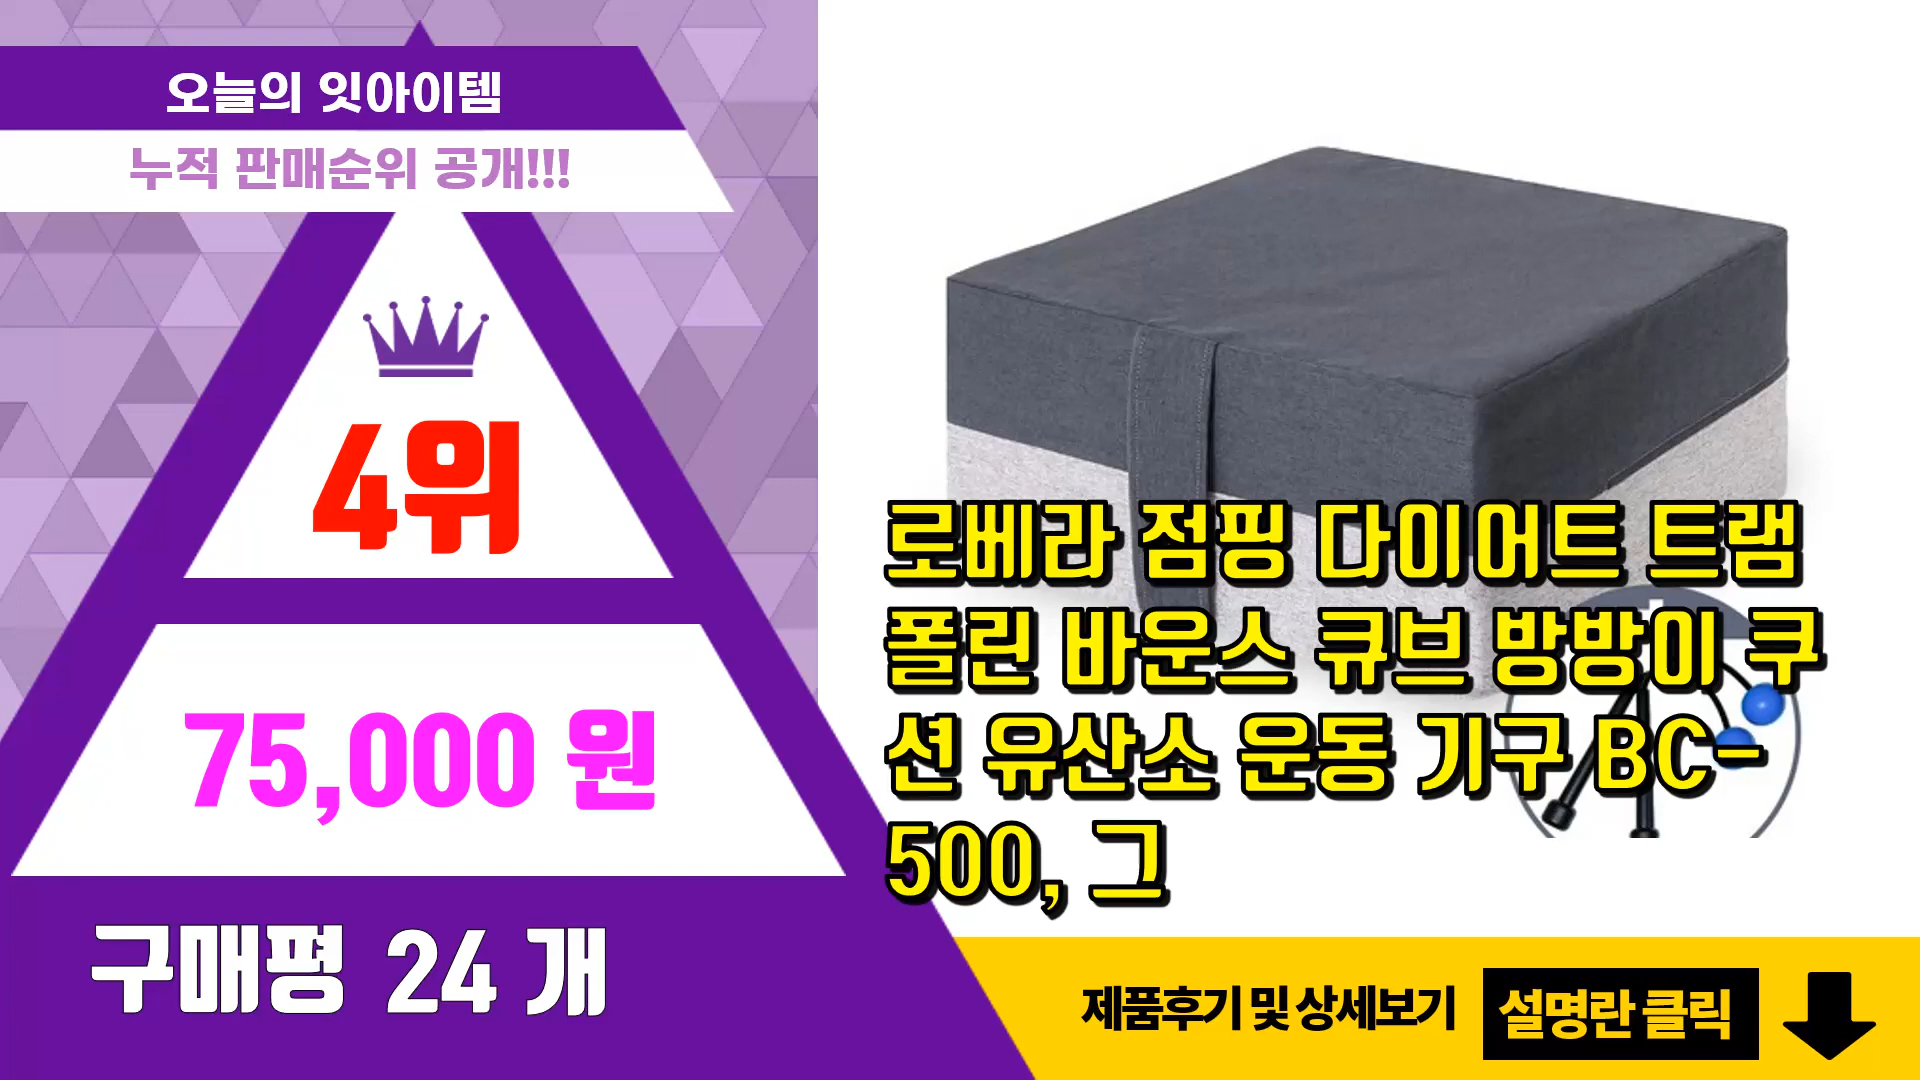 오늘의 잇아이템
누적 판매순위 공개!!!
4위
75,000 원
구매평 24 개
로베라 점핑 다이어트 트램
폴린 바운스 큐브 방방이 쿠
션 유산소 운동 기구 BC-
500, 그
제품후기 및 상세보기
설명란 클릭